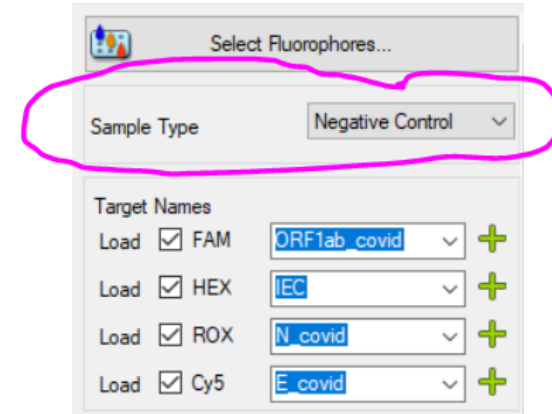 Select Fluorophores...
Sample Type Negative Control
Target Names
Load FAM ORF1ab_covid
Load HEX IEC
Load ROX N_covid
Load Cy5 E_covid